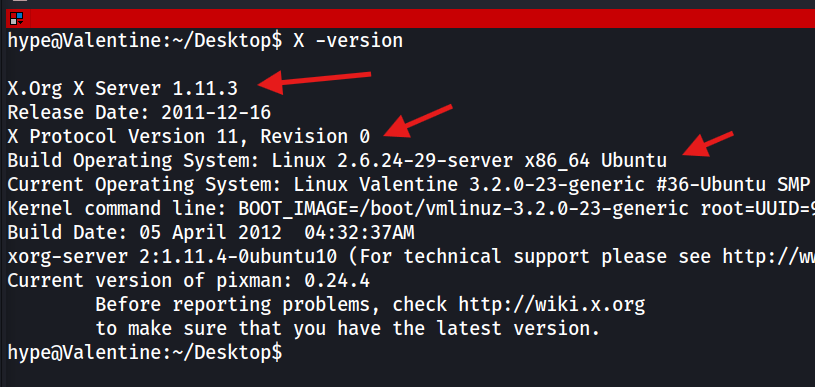 hype@Valentine:~/Desktop$ X -version
X.Org X Server 1.11.3
Release Date: 2011-12-16
X Protocol Version 11, Revision 0
Build Operating System: Linux 2.6.24-29-server x86_64 Ubuntu
Current Operating System: Linux Valentine 3.2.0-23-generic #36-Ubuntu SMP
Kernel command line: BOOT_IMAGE=/boot/vmlinuz-3.2.0-23-generic root=UUID=9
Build Date: 05 April 2012  04:32:37AM
xorg-server 2:1.11.4-0ubuntu10 (For technical support please see http://ww
Current version of pixman: 0.24.4
        Before reporting problems, check http://wiki.x.org
        to make sure that you have the latest version.
hype@Valentine:~/Desktop$